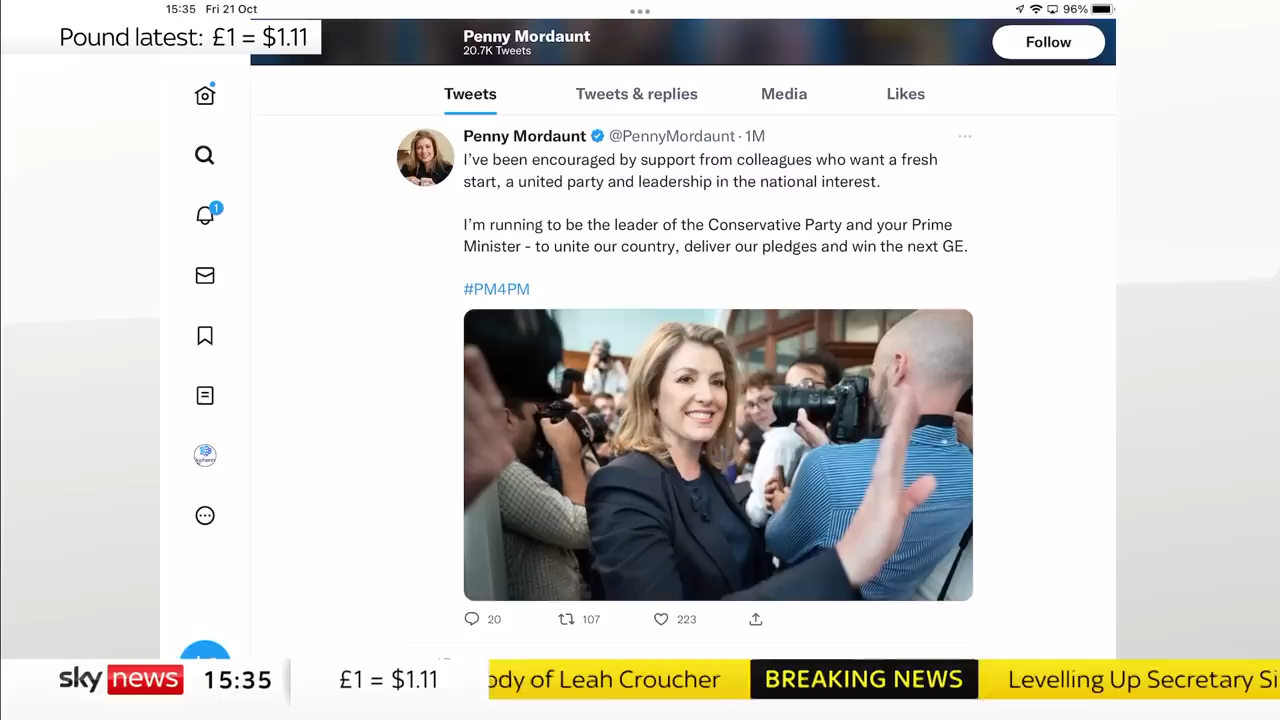 15:35 Fri 21 Oct
96%
Pound latest: £1 = $1.11
Penny Mordaunt
20.7K Tweets
Follow
Tweets
Tweets & replies
Media
Likes
Penny Mordaunt @PennyMordaunt · 1M
I've been encouraged by support from colleagues who want a fresh
start, a united party and leadership in the national interest.
I'm running to be the leader of the Conservative Party and your Prime
Minister - to unite our country, deliver our pledges and win the next GE.
#PM4PM
1
20
107
223
sky news 15:35 £1 = $1.11 ody of Leah Croucher BREAKING NEWS Levelling Up Secretary Si